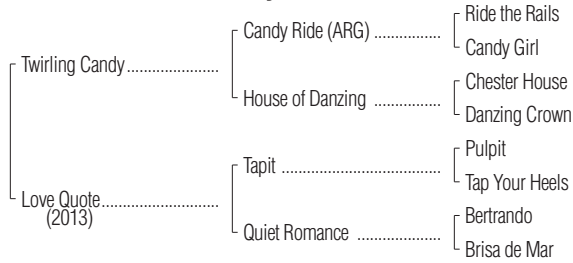 Ride the Rails
Candy Ride (ARG) ................
Candy Girl
Twirling Candy ......................
Chester House
House of Danzing ................
Danzing Crown
Pulpit
Tapit ......................................
Tap Your Heels
Love Quote............................
(2013)
Bertrando
Quiet Romance ....................
Brisa de Mar